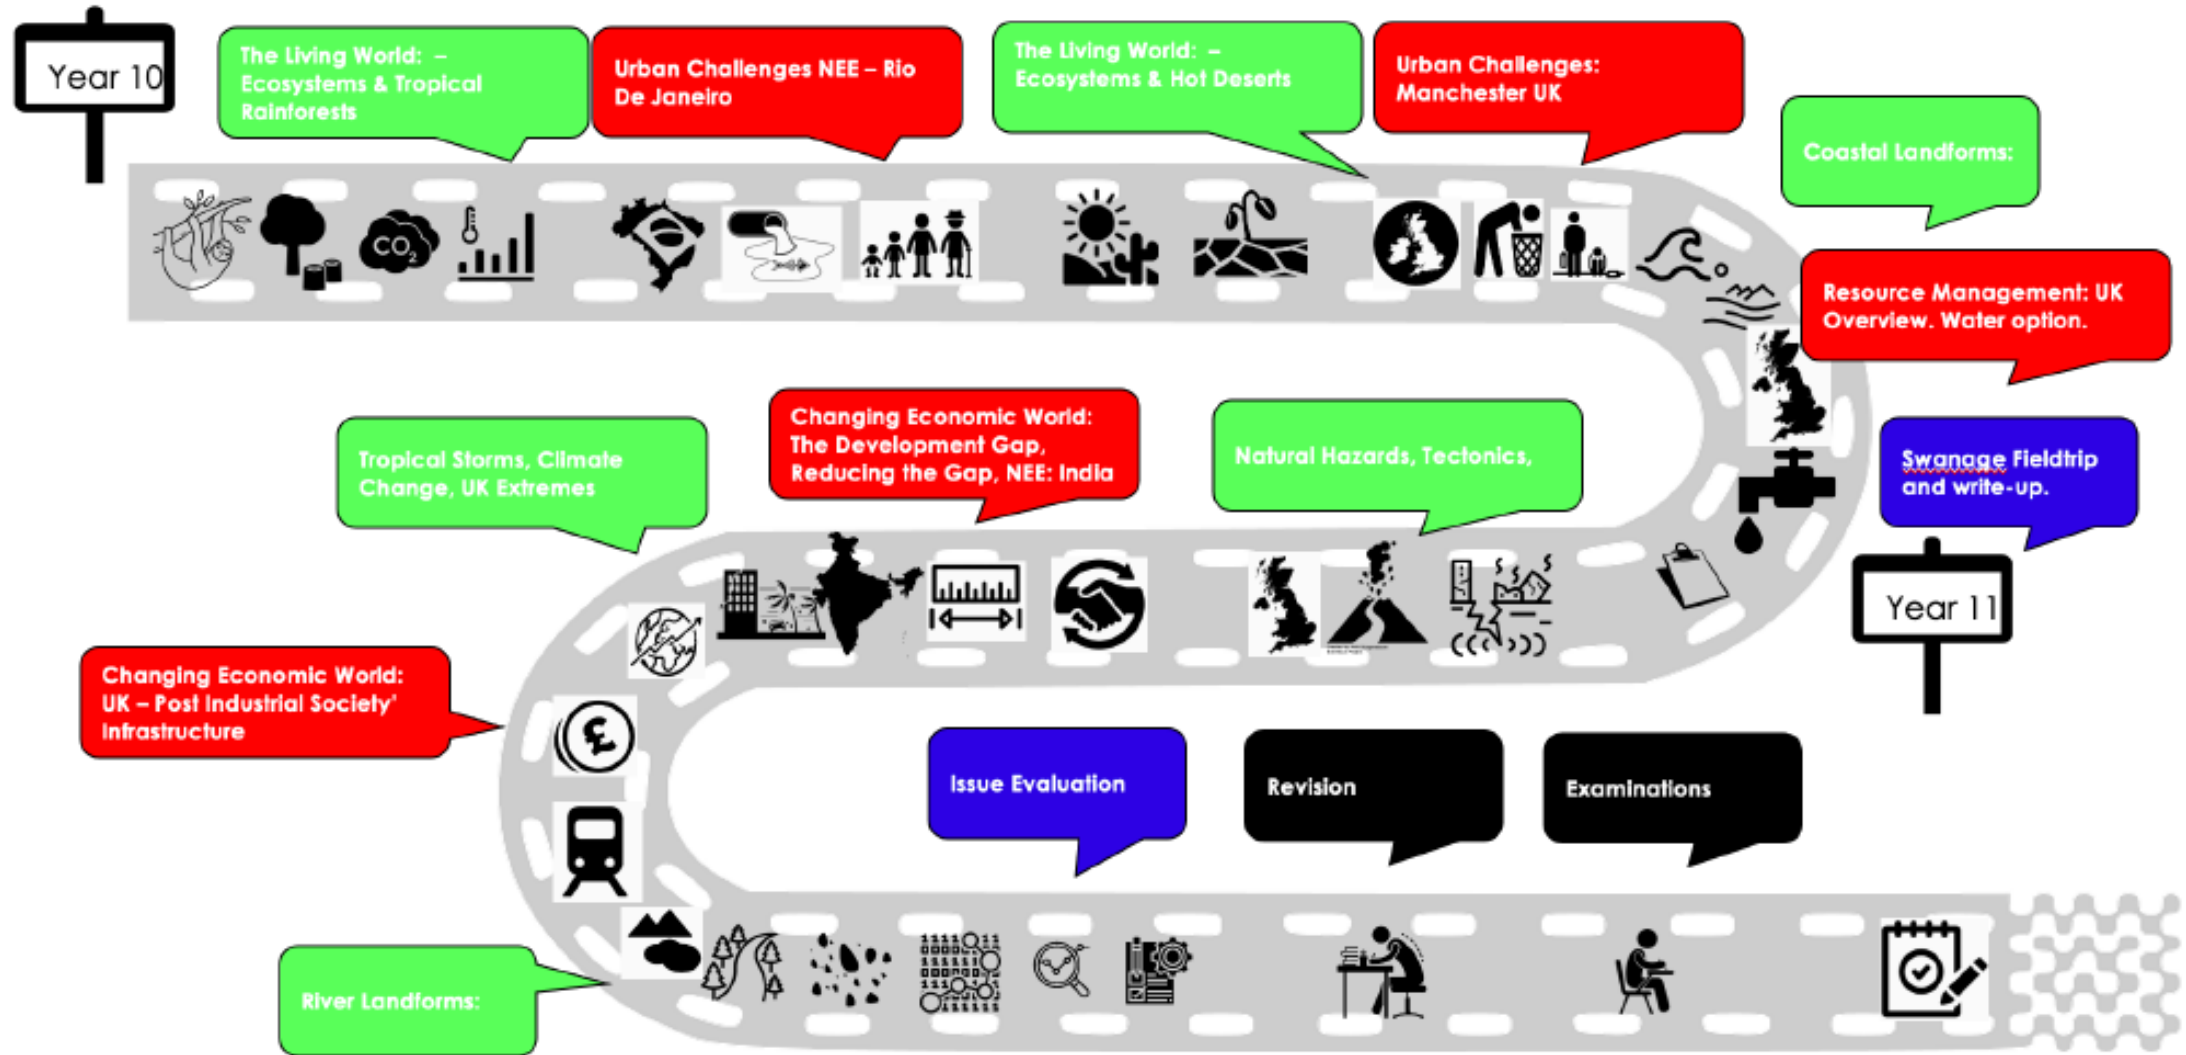 Year 10
The Living World:  –
Ecosystems & Tropical
Rainforests
Urban Challenges NEE – Rio
De Janeiro
The Living World:  –
Ecosystems & Hot Deserts
Urban Challenges:
Manchester UK
Coastal Landforms:
CO2
Resource Management: UK
Overview. Water option.
Swanage Fieldtrip
and write-up.
Year 11
Natural Hazards, Tectonics,
Changing Economic World:
The Development Gap,
Reducing the Gap, NEE: India
Tropical Storms, Climate
Change, UK Extremes
Changing Economic World:
UK – Post Industrial Society'
Infrastructure
£
River Landforms:
Issue Evaluation
Revision
Examinations